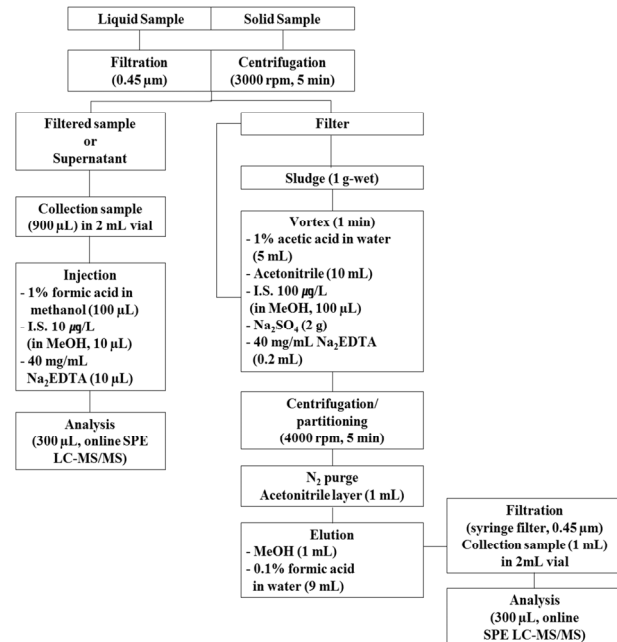 Liquid Sample
Solid Sample
Filtration
(0.45 μm)
Centrifugation
(3000 rpm, 5 min)
Filtered sample
or
Supernatant
Collection sample
(900 μL) in 2 mL vial
Injection
- 1% formic acid in
methanol (100 μL)
- I.S. 10 ㎍/L
(in MeOH, 10 μL)
- 40 mg/mL
Na₂EDTA (10 μL)
Analysis
(300 μL, online SPE
LC-MS/MS)
Filter
Sludge (1 g-wet)
Vortex (1 min)
- 1% acetic acid in water
(5 mL)
- Acetonitrile (10 mL)
- I.S. 100 ㎍/L
(in MeOH, 100 μL)
- Na₂SO₄ (2 g)
- 40 mg/mL Na₂EDTA
(0.2 mL)
Centrifugation/
partitioning
(4000 rpm, 5 min)
N₂ purge
Acetonitrile layer (1 mL)
Elution
- MeOH (1 mL)
- 0.1% formic acid
in water (9 mL)
Filtration
(syringe filter, 0.45 μm)
Collection sample (1 mL)
in 2mL vial
Analysis
(300 μL, online
SPE LC-MS/MS)